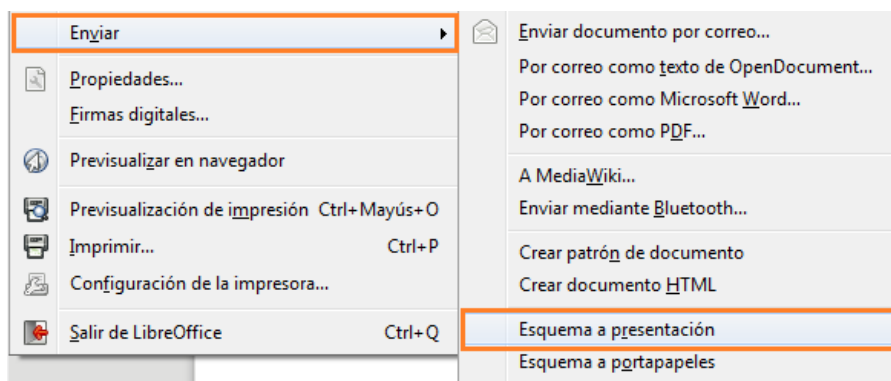 Enviar
Propiedades...
Firmas digitales...
Previsualizar en navegador
Previsualización de impresión Ctrl+Mayús+O
Imprimir... Ctrl+P
Configuración de la impresora...
Salir de LibreOffice Ctrl+Q
Enviar documento por correo...
Por correo como texto de OpenDocument...
Por correo como Microsoft Word...
Por correo como PDF...
A MediaWiki...
Enviar mediante Bluetooth...
Crear patrón de documento
Crear documento HTML
Esquema a presentación
Esquema a portapapeles